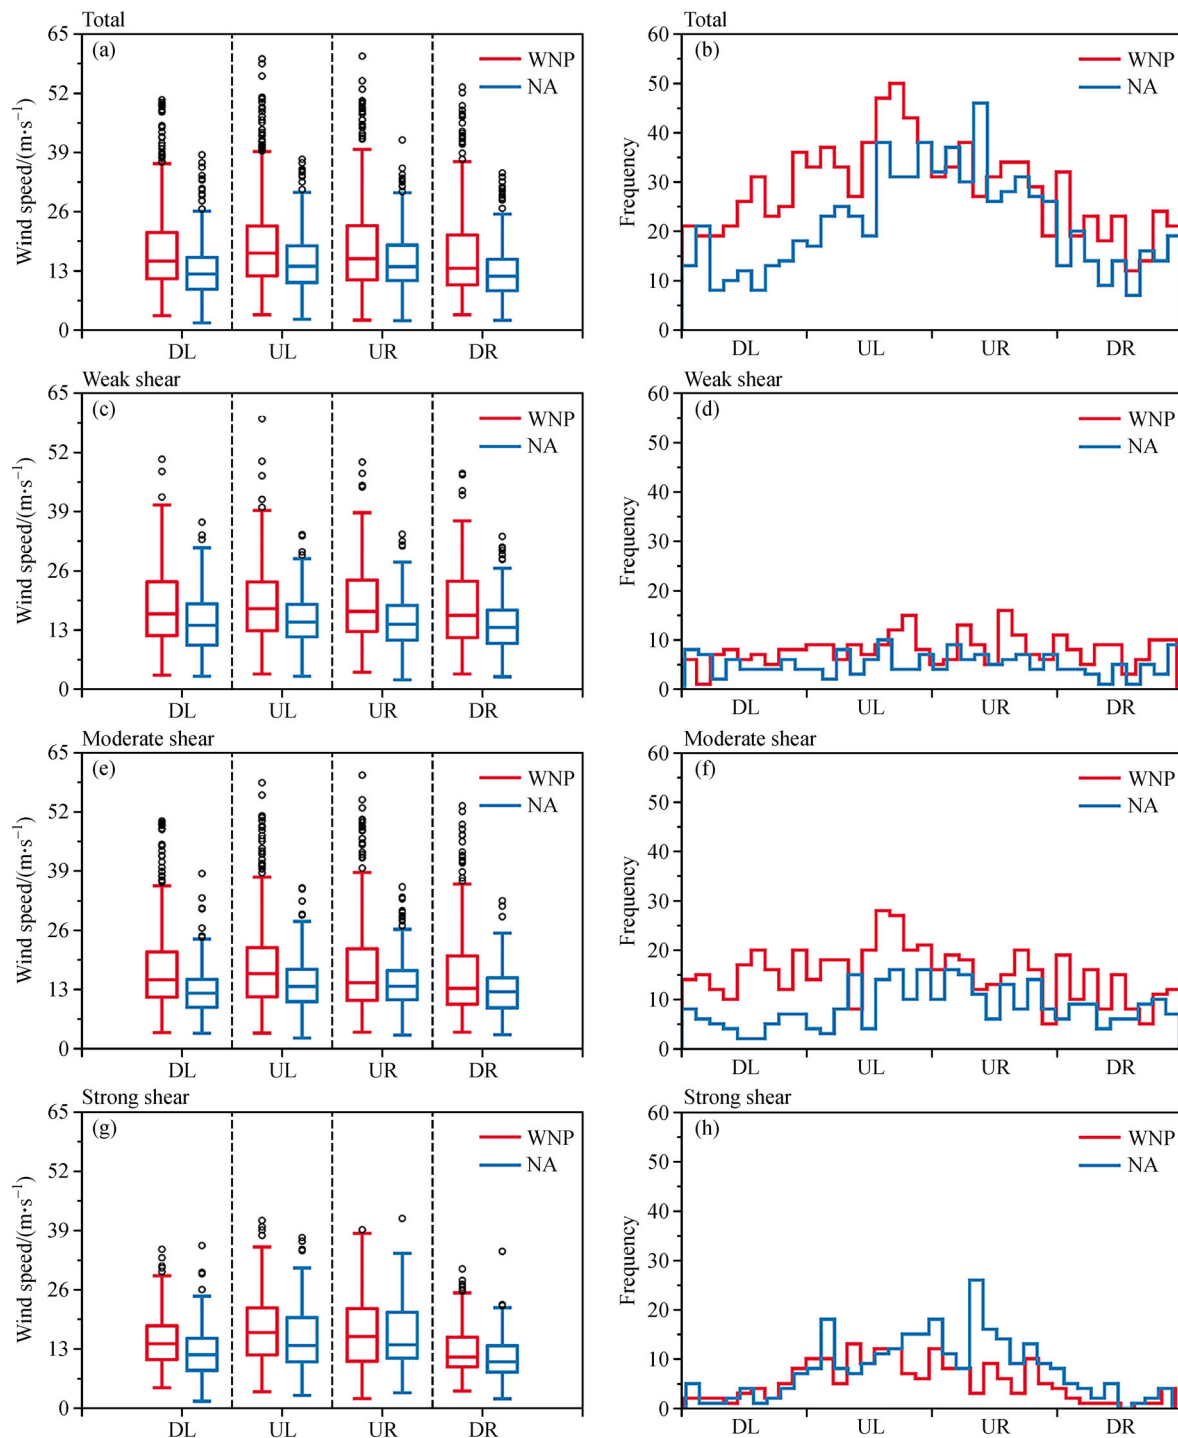 Total
(a)
WNP
NA
65
52
39
26
13
0
Wind speed/(m·s⁻¹)
DL UL UR DR
Total
(b)
WNP
NA
60
50
40
30
20
10
0
Frequency
DL UL UR DR
Weak shear
(c)
WNP
NA
65
52
39
26
13
0
Wind speed/(m·s⁻¹)
DL UL UR DR
Weak shear
(d)
WNP
NA
60
50
40
30
20
10
0
Frequency
DL UL UR DR
Moderate shear
(e)
WNP
NA
65
52
39
26
13
0
Wind speed/(m·s⁻¹)
DL UL UR DR
Moderate shear
(f)
WNP
NA
60
50
40
30
20
10
0
Frequency
DL UL UR DR
Strong shear
(g)
WNP
NA
65
52
39
26
13
0
Wind speed/(m·s⁻¹)
DL UL UR DR
Strong shear
(h)
WNP
NA
60
50
40
30
20
10
0
Frequency
DL UL UR DR